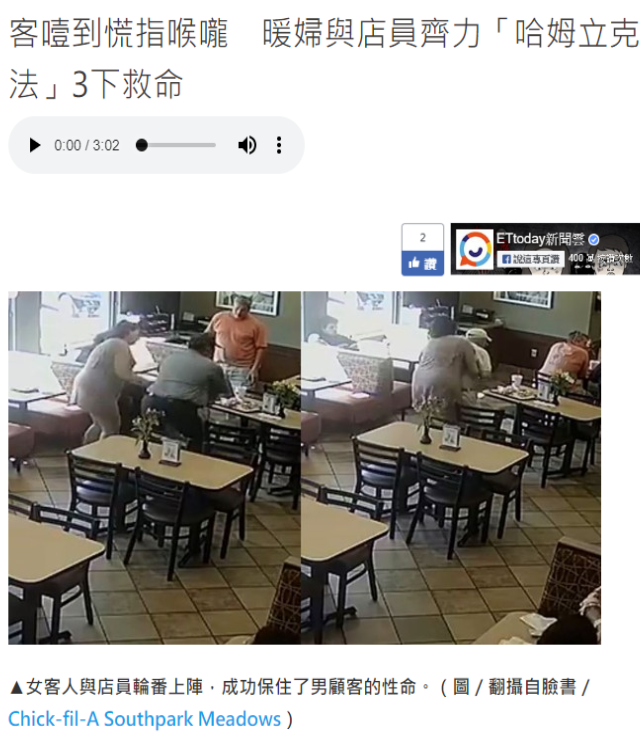 客噎到慌指喉嚨　暖婦與店員齊力「哈姆立克
法」3下救命
0:00 / 3:02
2
讚
ETtoday新聞雲
說這專頁讚
▲女客人與店員輪番上陣，成功保住了男顧客的性命。（圖／翻攝自臉書／
Chick-fil-A Southpark Meadows）